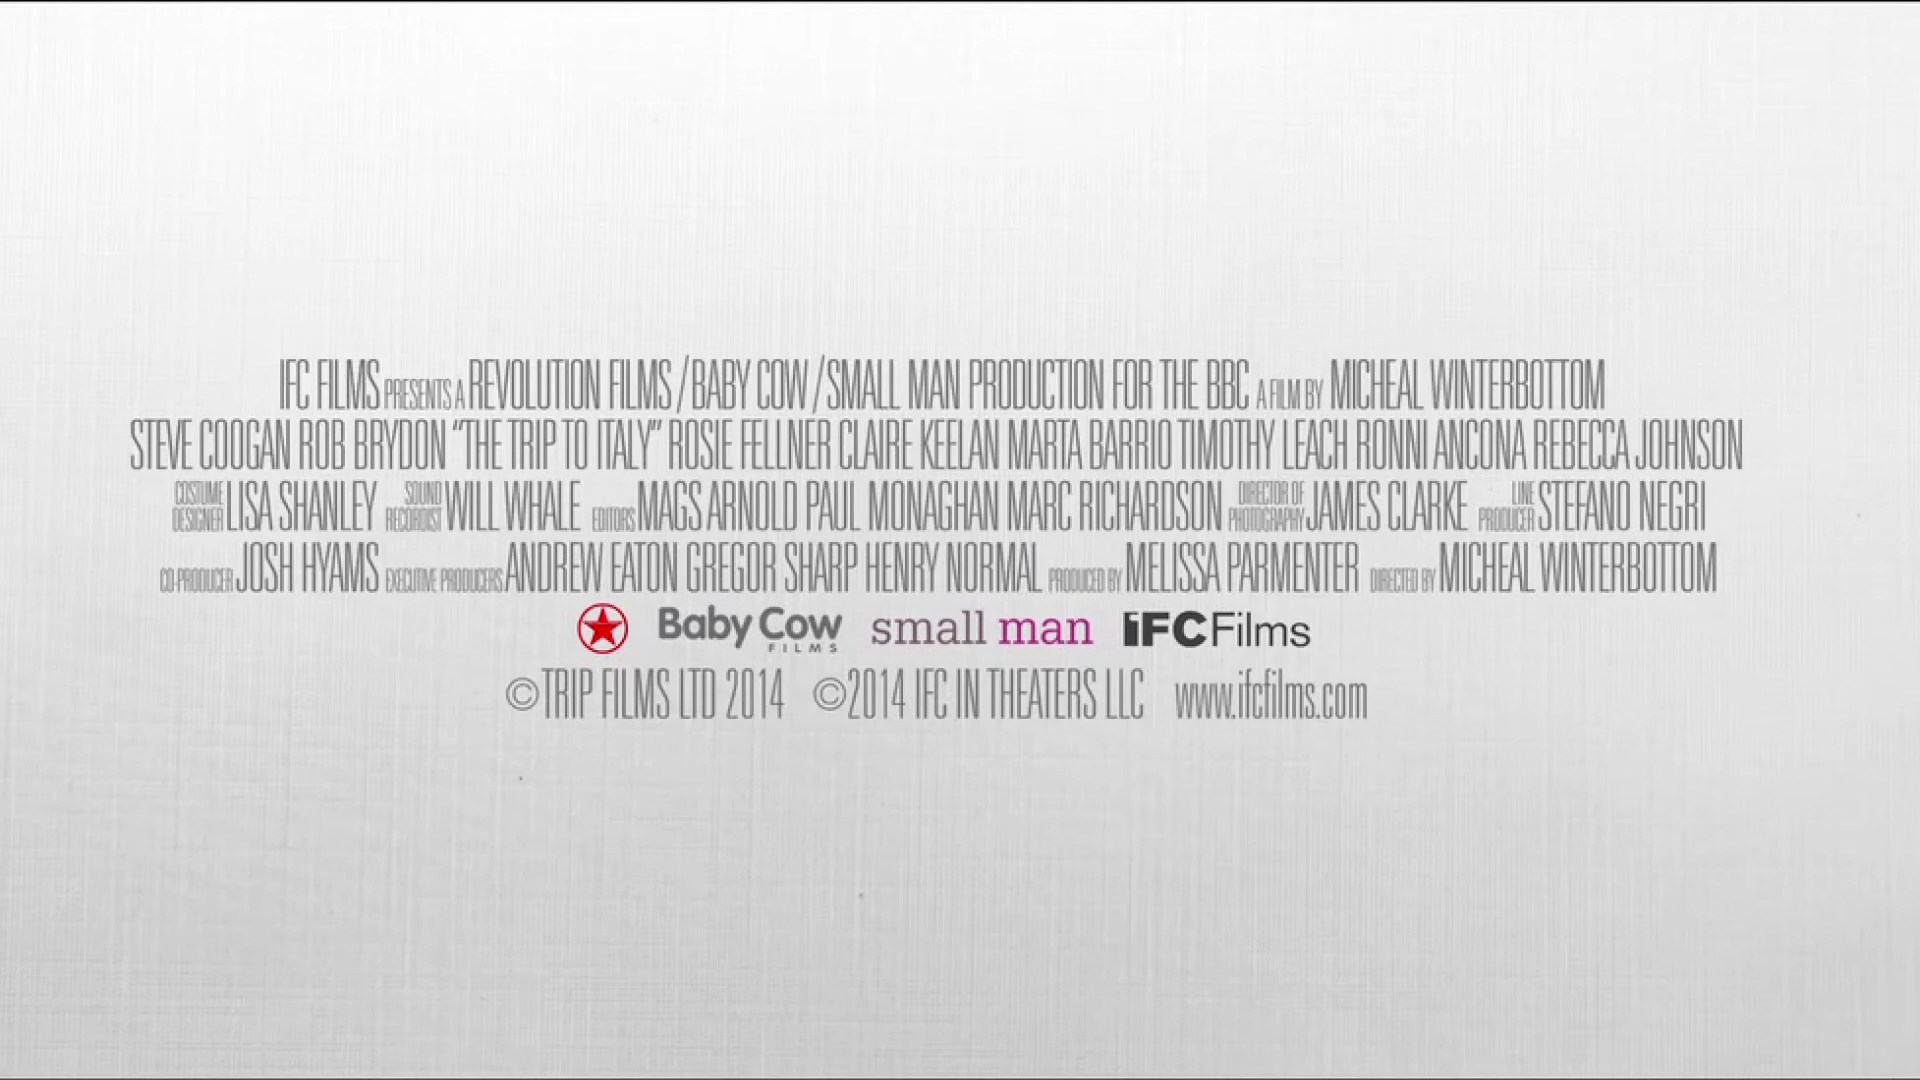 IFC FILMS PRESENTS A REVOLUTION FILMS / BABY COW / SMALL MAN PRODUCTION FOR THE BBC A FILM BY MICHEAL WINTERBOTTOM
STEVE COOGAN ROB BRYDON “THE TRIP TO ITALY” ROSIE FELLNER CLAIRE KEELAN MARTA BARRIO TIMOTHY LEACH RONNI ANCONA REBECCA JOHNSON
COSTUME DESIGNER LISA SHANLEY SOUND RECORDIST WILL WHALE EDITORS MAGS ARNOLD PAUL MONAGHAN MARC RICHARDSON DIRECTOR OF PHOTOGRAPHY JAMES CLARKE LINE PRODUCER STEFANO NEGRI
CO-PRODUCER JOSH HYAMS EXECUTIVE PRODUCERS ANDREW EATON GREGOR SHARP HENRY NORMAL PRODUCED BY MELISSA PARMENTER DIRECTED BY MICHEAL WINTERBOTTOM
Baby Cow FILMS small man IFC Films
©TRIP FILMS LTD 2014 ©2014 IFC IN THEATERS LLC www.ifcfilms.com